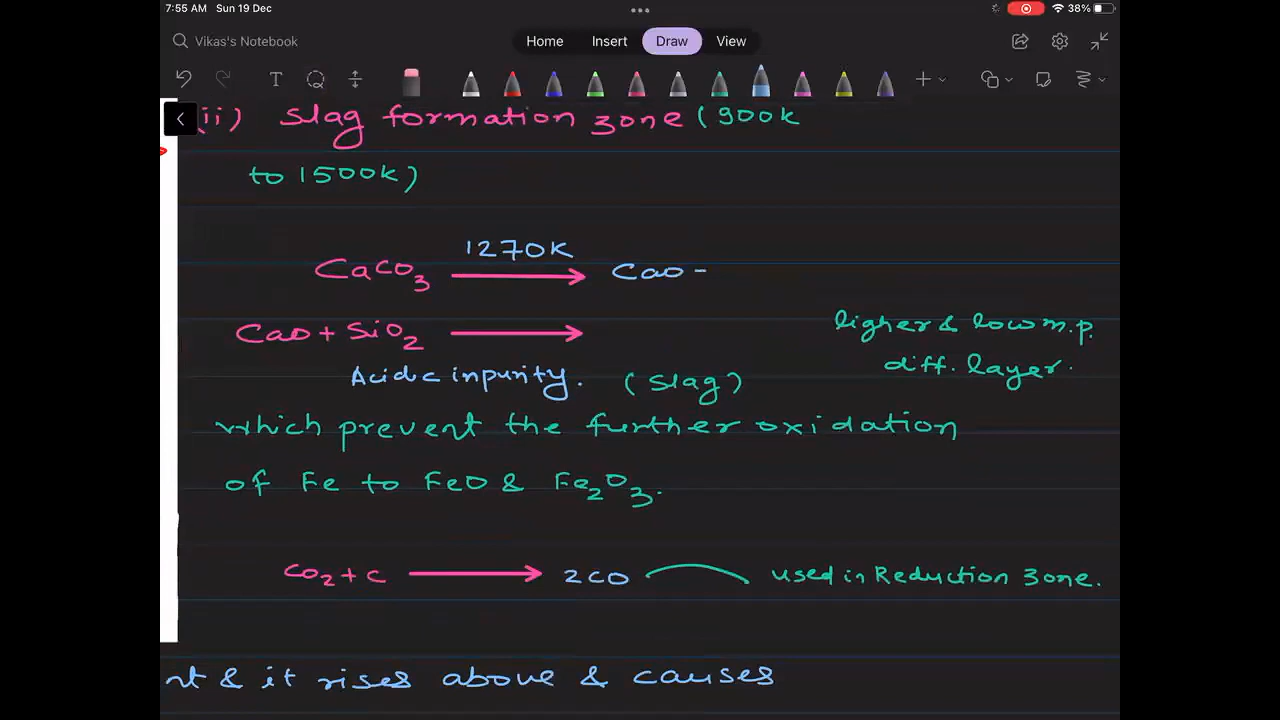 7:55 AM Sun 19 Dec
38%
Vikas's Notebook
Home Insert Draw View
(ii) Slag formation zone (900k
to 1500k)
1270K
CaCO3 → CaO -
CaO + SiO2 →
ligher & low m.p.
diff. layer.
Acidic inpurity. (Slag)
which prevent the further oxidation
of Fe to FeO & Fe2O3.
CO2 + C → 2CO used in Reduction zone.
nt & it rises above & causes